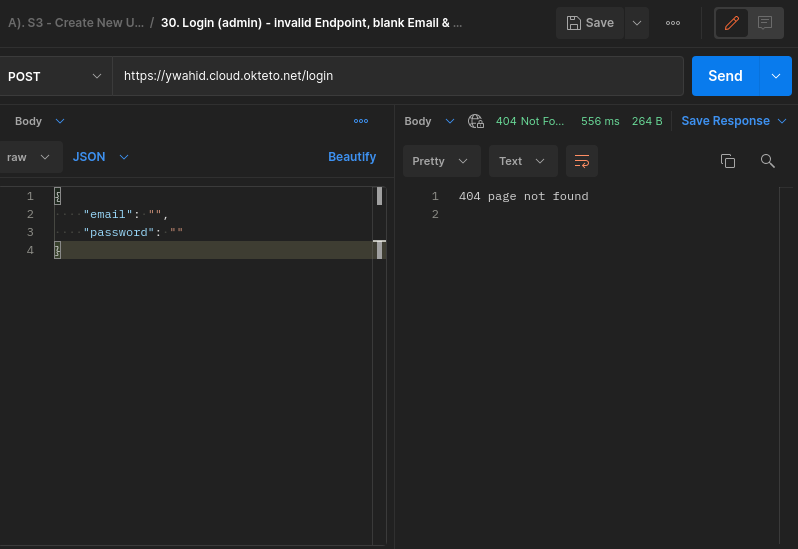 A). S3 - Create New U... / 30. Login (admin) - invalid Endpoint, blank Email & ...
Save
POST
https://ywahid.cloud.okteto.net/login
Send
Body
raw
JSON
Beautify
1 {
2 "email": "",
3 "password": ""
4 }
Body
404 Not Fo... 556 ms 264 B
Save Response
Pretty
Text
1 404 page not found
2